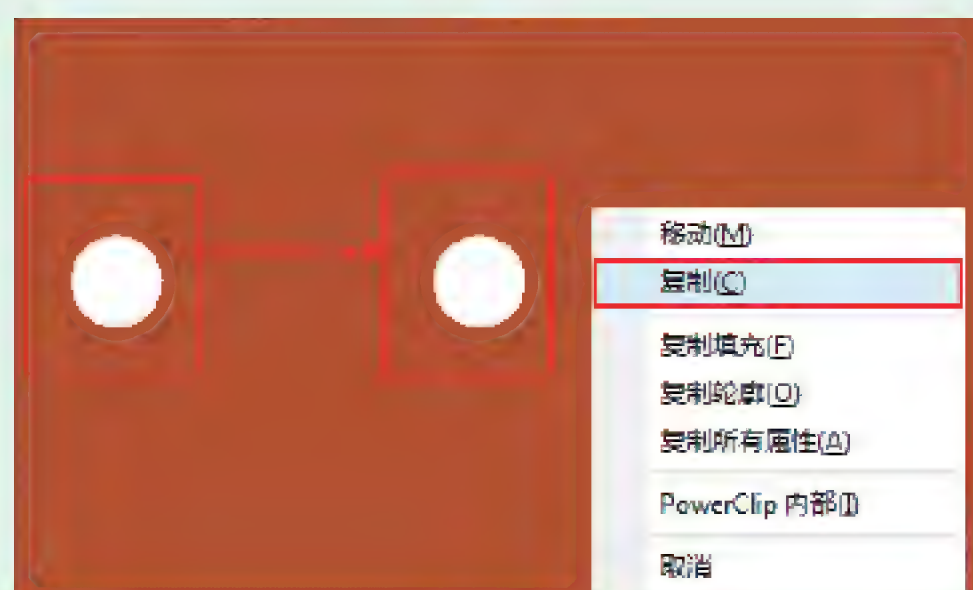 移动(M)
复制(C)
复制填充(F)
复制轮廓(O)
复制所有属性(A)
PowerClip 内部(I)
取消